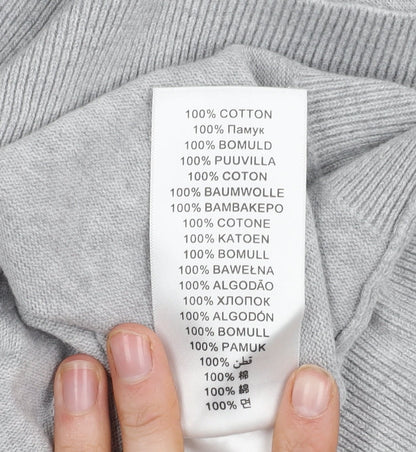 100% COTTON
100% Памук
100% BOMULD
100% PUUVILLA
100% COTON
100% BAUMWOLLE
100% BAMBAKEPO
100% COTONE
100% KATOEN
100% BOMULL
100% BAWEŁNA
100% ALGODÃO
100% ХЛОПОК
100% ALGODÓN
100% BOMULL
100% PAMUK
100% قطن
100% 棉
100% 綿
100% 면